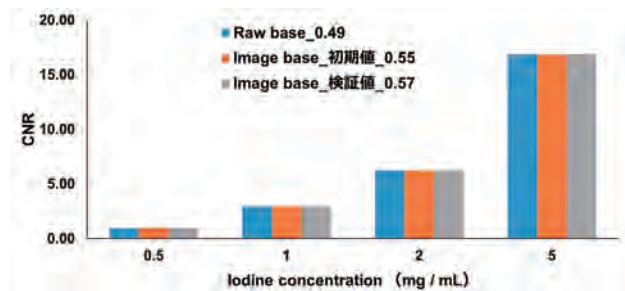 20.00
15.00
10.00
5.00
0.00
CNR
Raw base_0.49
Image base_初期値_0.55
Image base_検証値_0.57
0.5 1 2 5
Iodine concentration （mg / mL）